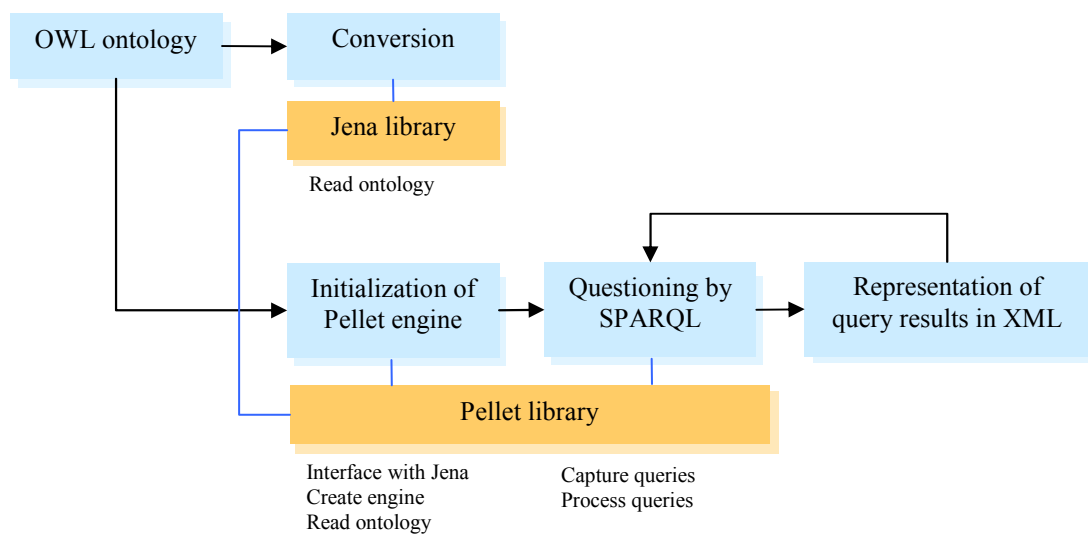 OWL ontology
Conversion
Jena library
Read ontology
Initialization of
Pellet engine
Questioning by
SPARQL
Representation of
query results in XML
Pellet library
Interface with Jena
Create engine
Read ontology
Capture queries
Process queries